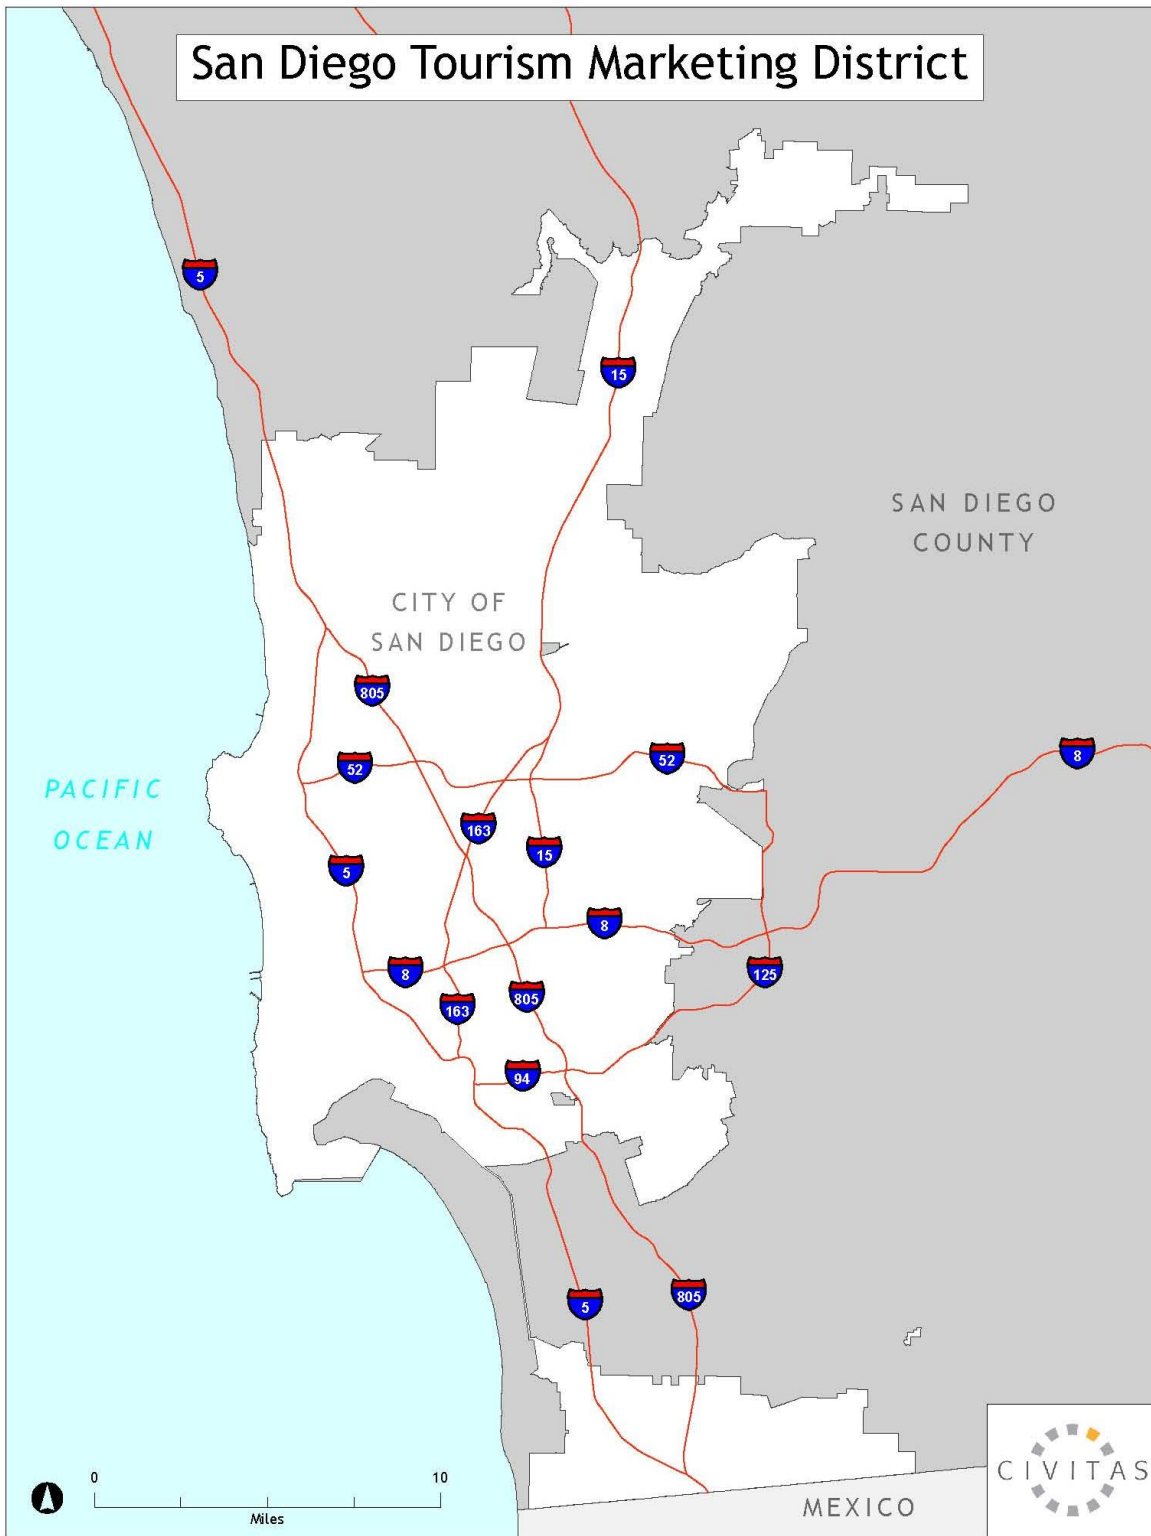 San Diego Tourism Marketing District
5
15
SAN DIEGO
COUNTY
CITY OF
SAN DIEGO
805
52
52
8
PACIFIC
OCEAN
163
15
5
8
8
125
163
805
94
5
805
0
10
Miles
MEXICO
CIVITAS